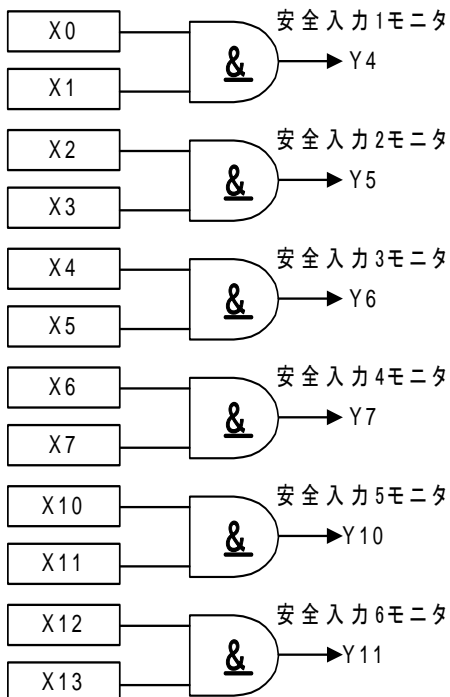 安全入力1モニタ
X0
&
Y4
X1
安全入力2モニタ
X2
&
Y5
X3
安全入力3モニタ
X4
&
Y6
X5
安全入力4モニタ
X6
&
Y7
X7
安全入力5モニタ
X10
&
Y10
X11
安全入力6モニタ
X12
&
Y11
X13